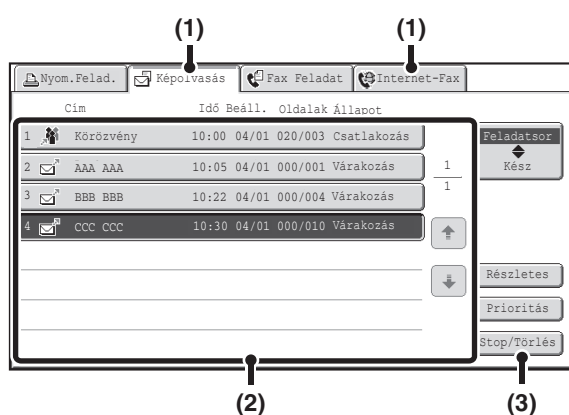 (1) (1)
Nyom.Felad. Képolvasás Fax Feladat Internet-Fax
Cím Idő Beáll. Oldalak Állapot
1 Körözvény 10:00 04/01 020/003 Csatlakozás
Feladatsor
Kész
2 AAA AAA 10:05 04/01 000/001 Várakozás
1
1
3 BBB BBB 10:22 04/01 000/004 Várakozás
4 CCC CCC 10:30 04/01 000/010 Várakozás
Részletes
Prioritás
Stop/Törlés
(2) (3)